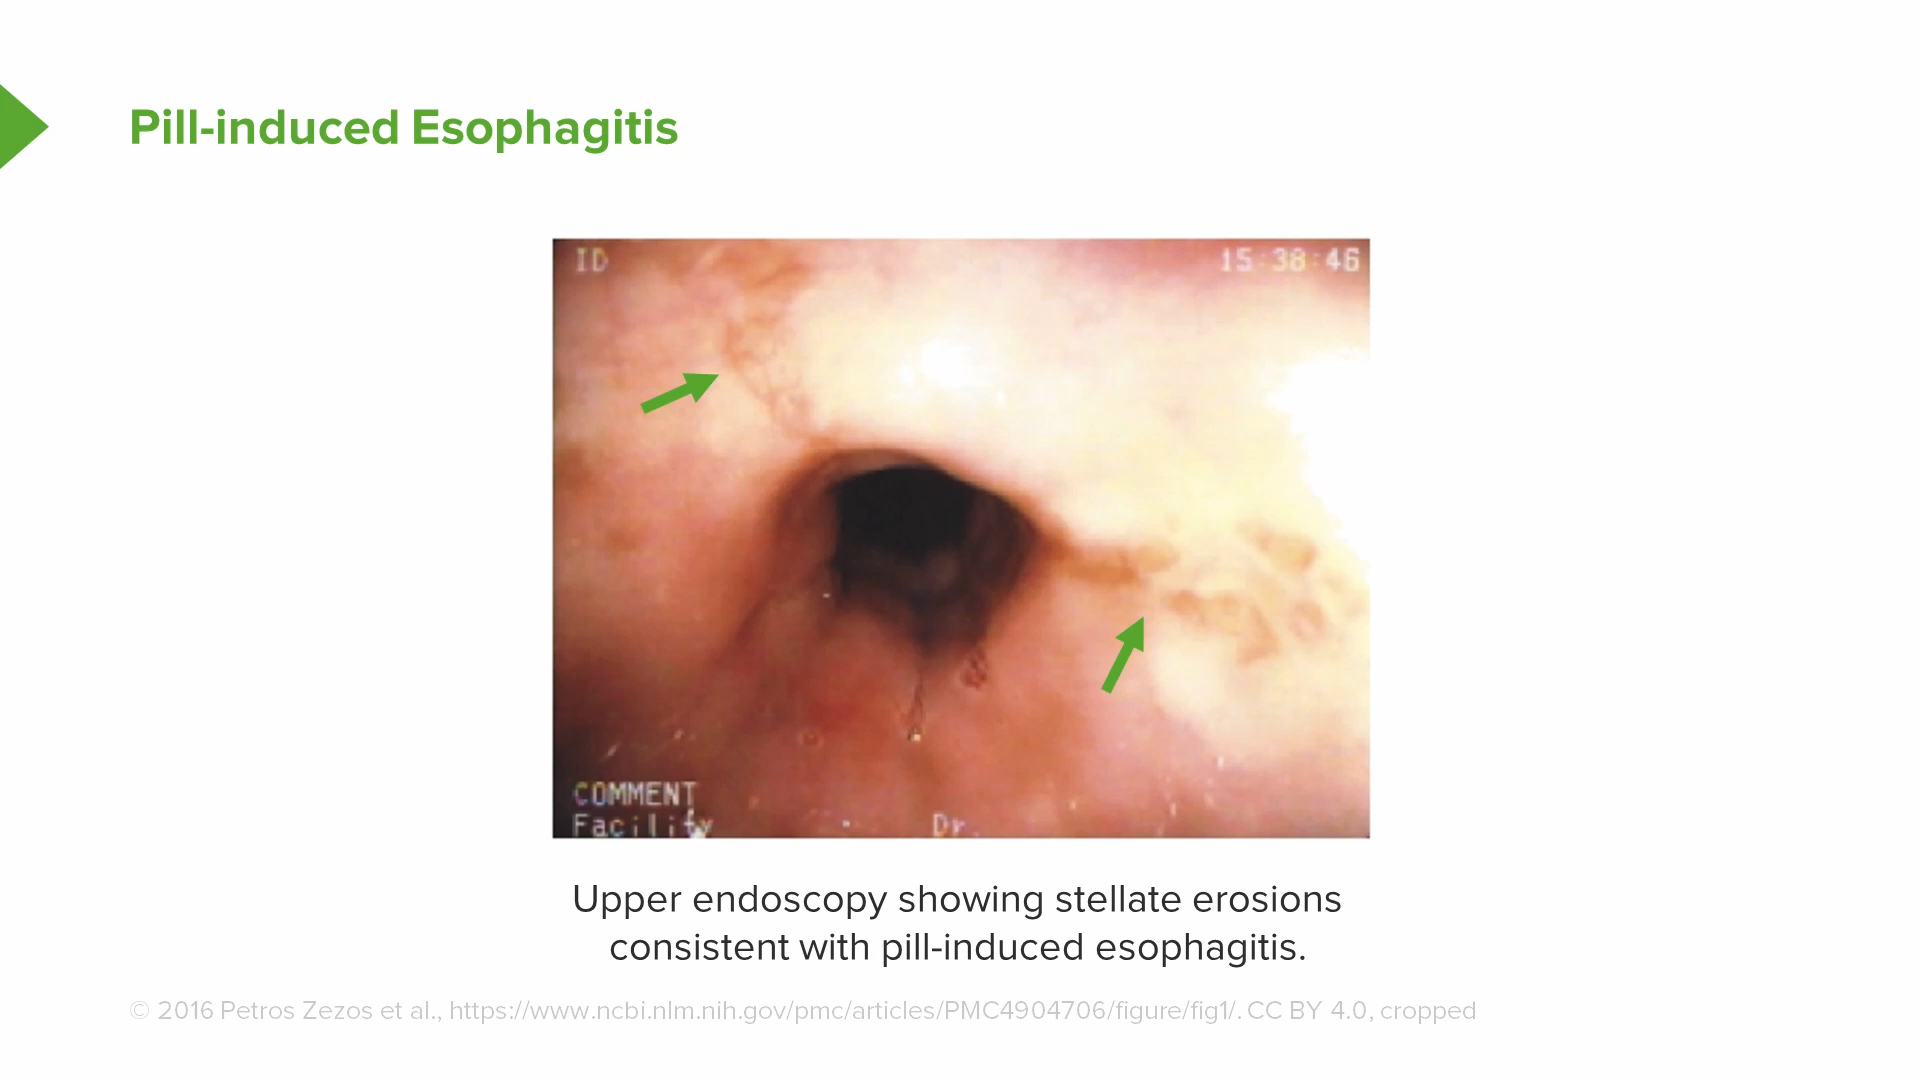 Pill-induced Esophagitis
ID
15:38:46
COMMENT
Facility
Dr.
Upper endoscopy showing stellate erosions
consistent with pill-induced esophagitis.
© 2016 Petros Zezos et al., https://www.ncbi.nlm.nih.gov/pmc/articles/PMC4904706/figure/fig1/. CC BY 4.0, cropped